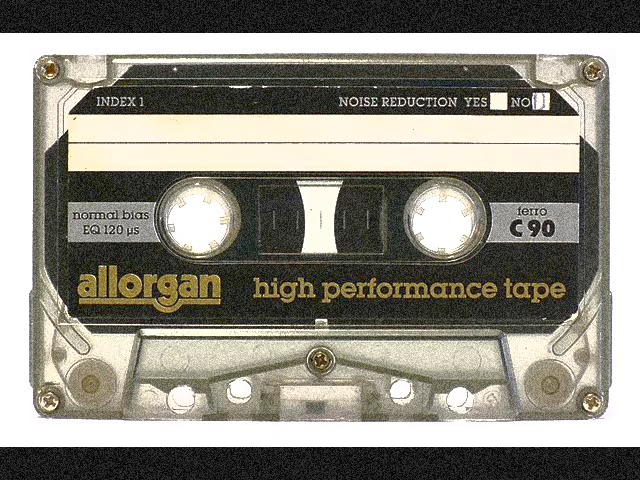 INDEX 1
NOISE REDUCTION YES NO
normal bias
EQ 120 µs
ferro
C 90
allorgan
high performance tape